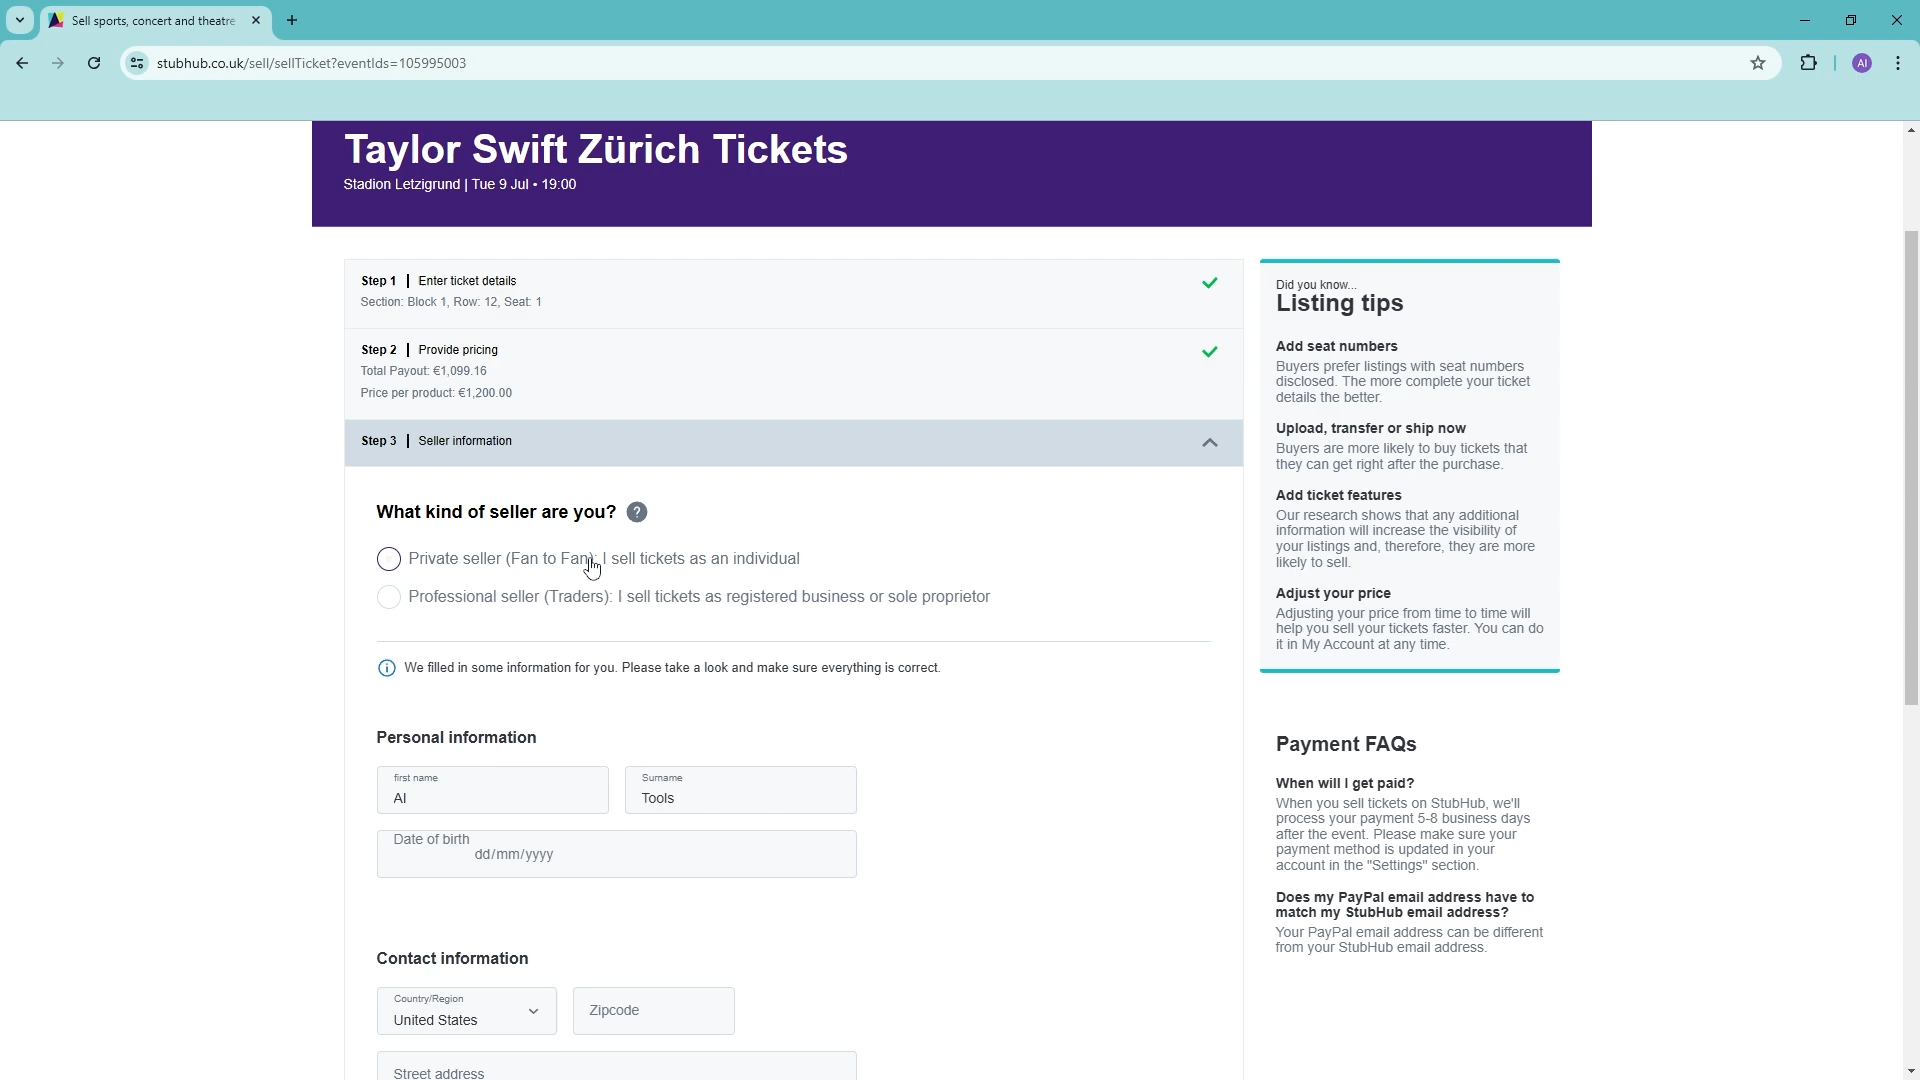 Sell sports, concert and theatre
stubhub.co.uk/sell/sellTicket?eventIds=105995003
AI
Taylor Swift Zürich Tickets
Stadion Letzigrund | Tue 9 Jul • 19:00
Step 1 | Enter ticket details
Section: Block 1, Row: 12, Seat: 1
Step 2 | Provide pricing
Total Payout: €1,099.16
Price per product: €1,200.00
Step 3 | Seller information
What kind of seller are you? ?
Private seller (Fan to Fan): I sell tickets as an individual
Professional seller (Traders): I sell tickets as registered business or sole proprietor
We filled in some information for you. Please take a look and make sure everything is correct.
Personal information
first name
AI
Surname
Tools
Date of birth
dd/mm/yyyy
Contact information
Country/Region
United States
Zipcode
Street address
Did you know...
Listing tips
Add seat numbers
Buyers prefer listings with seat numbers
disclosed. The more complete your ticket
details the better.
Upload, transfer or ship now
Buyers are more likely to buy tickets that
they can get right after the purchase.
Add ticket features
Our research shows that any additional
information will increase the visibility of
your listings and, therefore, they are more
likely to sell.
Adjust your price
Adjusting your price from time to time will
help you sell your tickets faster. You can do
it in My Account at any time.
Payment FAQs
When will I get paid?
When you sell tickets on StubHub, we'll
process your payment 5-8 business days
after the event. Please make sure your
payment method is updated in your
account in the "Settings" section.
Does my PayPal email address have to
match my StubHub email address?
Your PayPal email address can be different
from your StubHub email address.